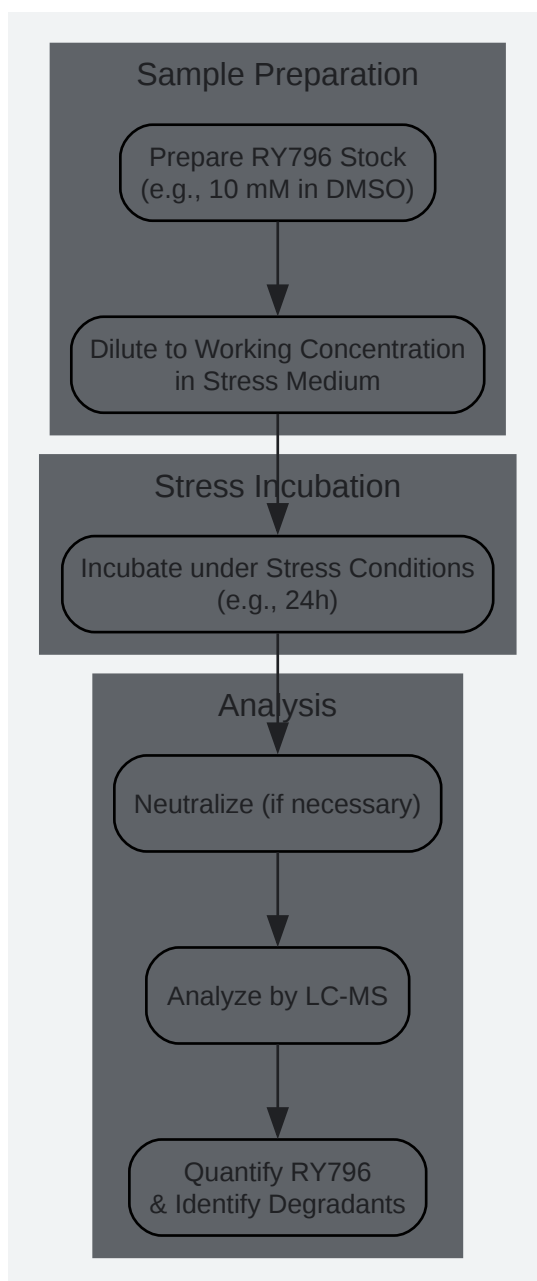 Sample Preparation
Prepare RY796 Stock
(e.g., 10 mM in DMSO)
Dilute to Working Concentration
in Stress Medium
Stress Incubation
Incubate under Stress Conditions
(e.g., 24h)
Analysis
Neutralize (if necessary)
Analyze by LC-MS
Quantify RY796
& Identify Degradants